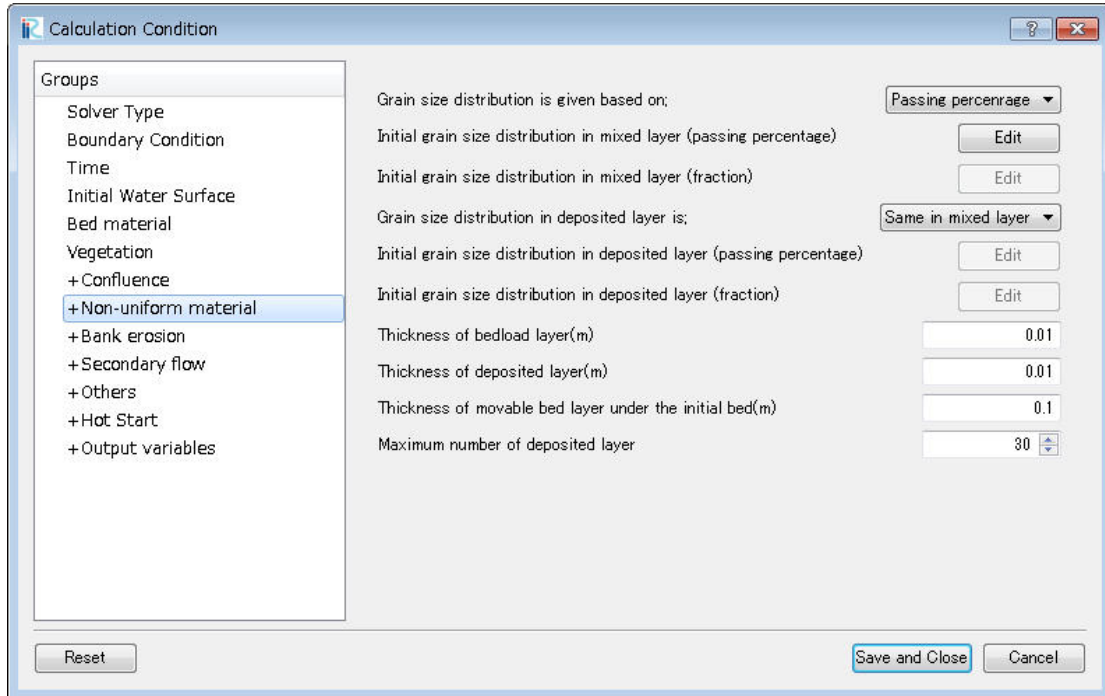 Calculation Condition
Groups
Solver Type
Boundary Condition
Time
Initial Water Surface
Bed material
Vegetation
+Confluence
+Non-uniform material
+Bank erosion
+Secondary flow
+Others
+Hot Start
+Output variables
Grain size distribution is given based on; Passing percenrage
Initial grain size distribution in mixed layer (passing percentage) Edit
Initial grain size distribution in mixed layer (fraction) Edit
Grain size distribution in deposited layer is; Same in mixed layer
Initial grain size distribution in deposited layer (passing percentage) Edit
Initial grain size distribution in deposited layer (fraction) Edit
Thickness of bedload layer(m) 0.01
Thickness of deposited layer(m) 0.01
Thickness of movable bed layer under the initial bed(m) 0.1
Maximum number of deposited layer 30
Reset Save and Close Cancel